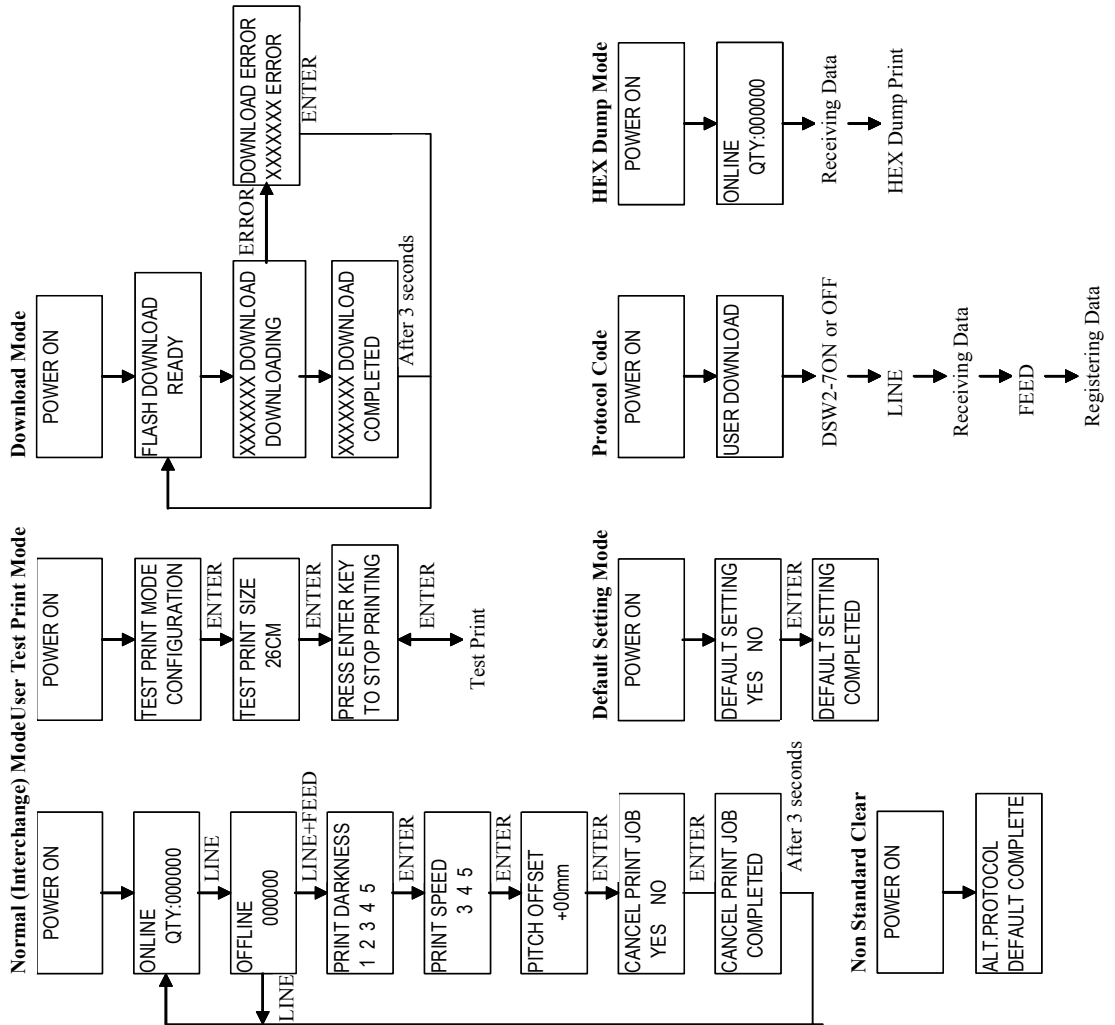 Normal (Interchange) Mode
POWER ON
ONLINE
QTY:000000
LINE
OFFLINE
000000
LINE
LINE+FEED
PRINT DARKNESS
1 2 3 4 5
ENTER
PRINT SPEED
3 4 5
ENTER
PITCH OFFSET
+00mm
ENTER
CANCEL PRINT JOB
YES NO
ENTER
CANCEL PRINT JOB
COMPLETED
After 3 seconds
User Test Print Mode
POWER ON
TEST PRINT MODE
CONFIGURATION
ENTER
TEST PRINT SIZE
26CM
ENTER
PRESS ENTER KEY
TO STOP PRINTING
ENTER
Test Print
Download Mode
POWER ON
FLASH DOWNLOAD
READY
XXXXXXX DOWNLOAD
DOWNLOADING
ERROR
DOWNLOAD ERROR
XXXXXXX ERROR
ENTER
XXXXXXX DOWNLOAD
COMPLETED
After 3 seconds
Non Standard Clear
POWER ON
ALT.PROTOCOL
DEFAULT COMPLETE
Default Setting Mode
POWER ON
DEFAULT SETTING
YES NO
ENTER
DEFAULT SETTING
COMPLETED
Protocol Code
POWER ON
USER DOWNLOAD
DSW2-7ON or OFF
LINE
Receiving Data
FEED
Registering Data
HEX Dump Mode
POWER ON
ONLINE
QTY:000000
Receiving Data
HEX Dump Print